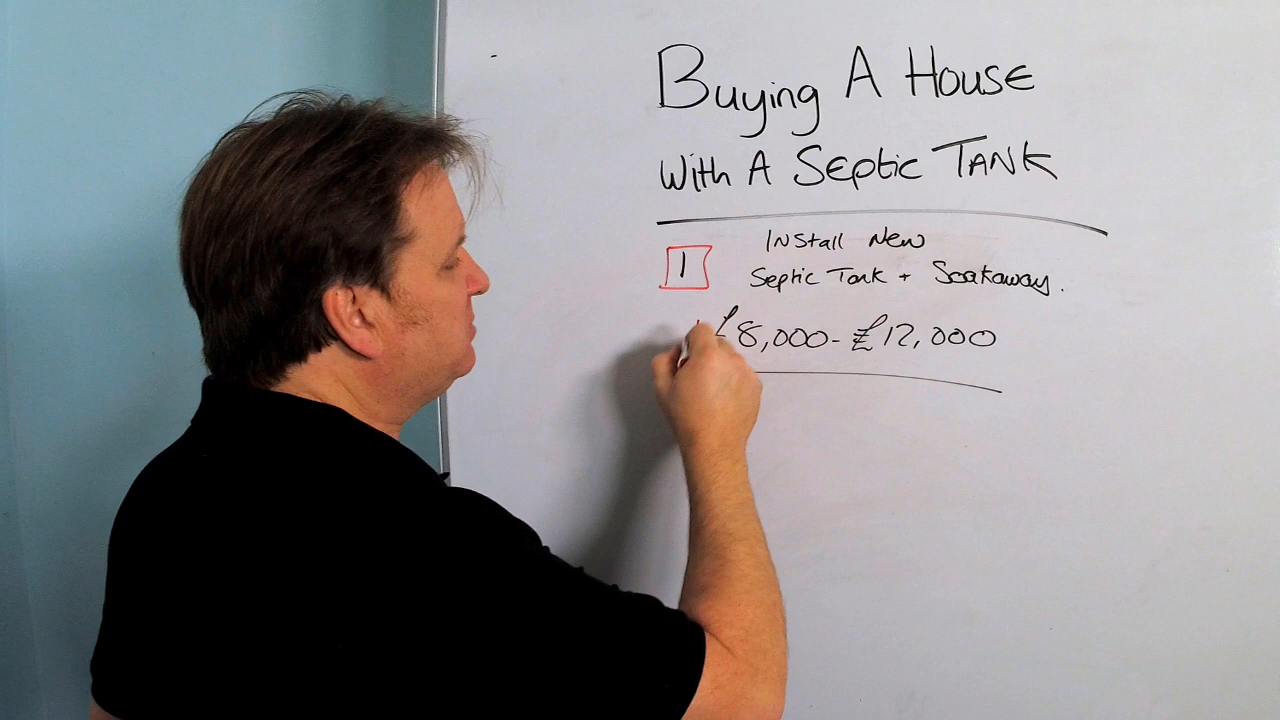 Buying A House
With A Septic Tank
1
Install New
Septic Tank + Soakaway.
£8,000-£12,000